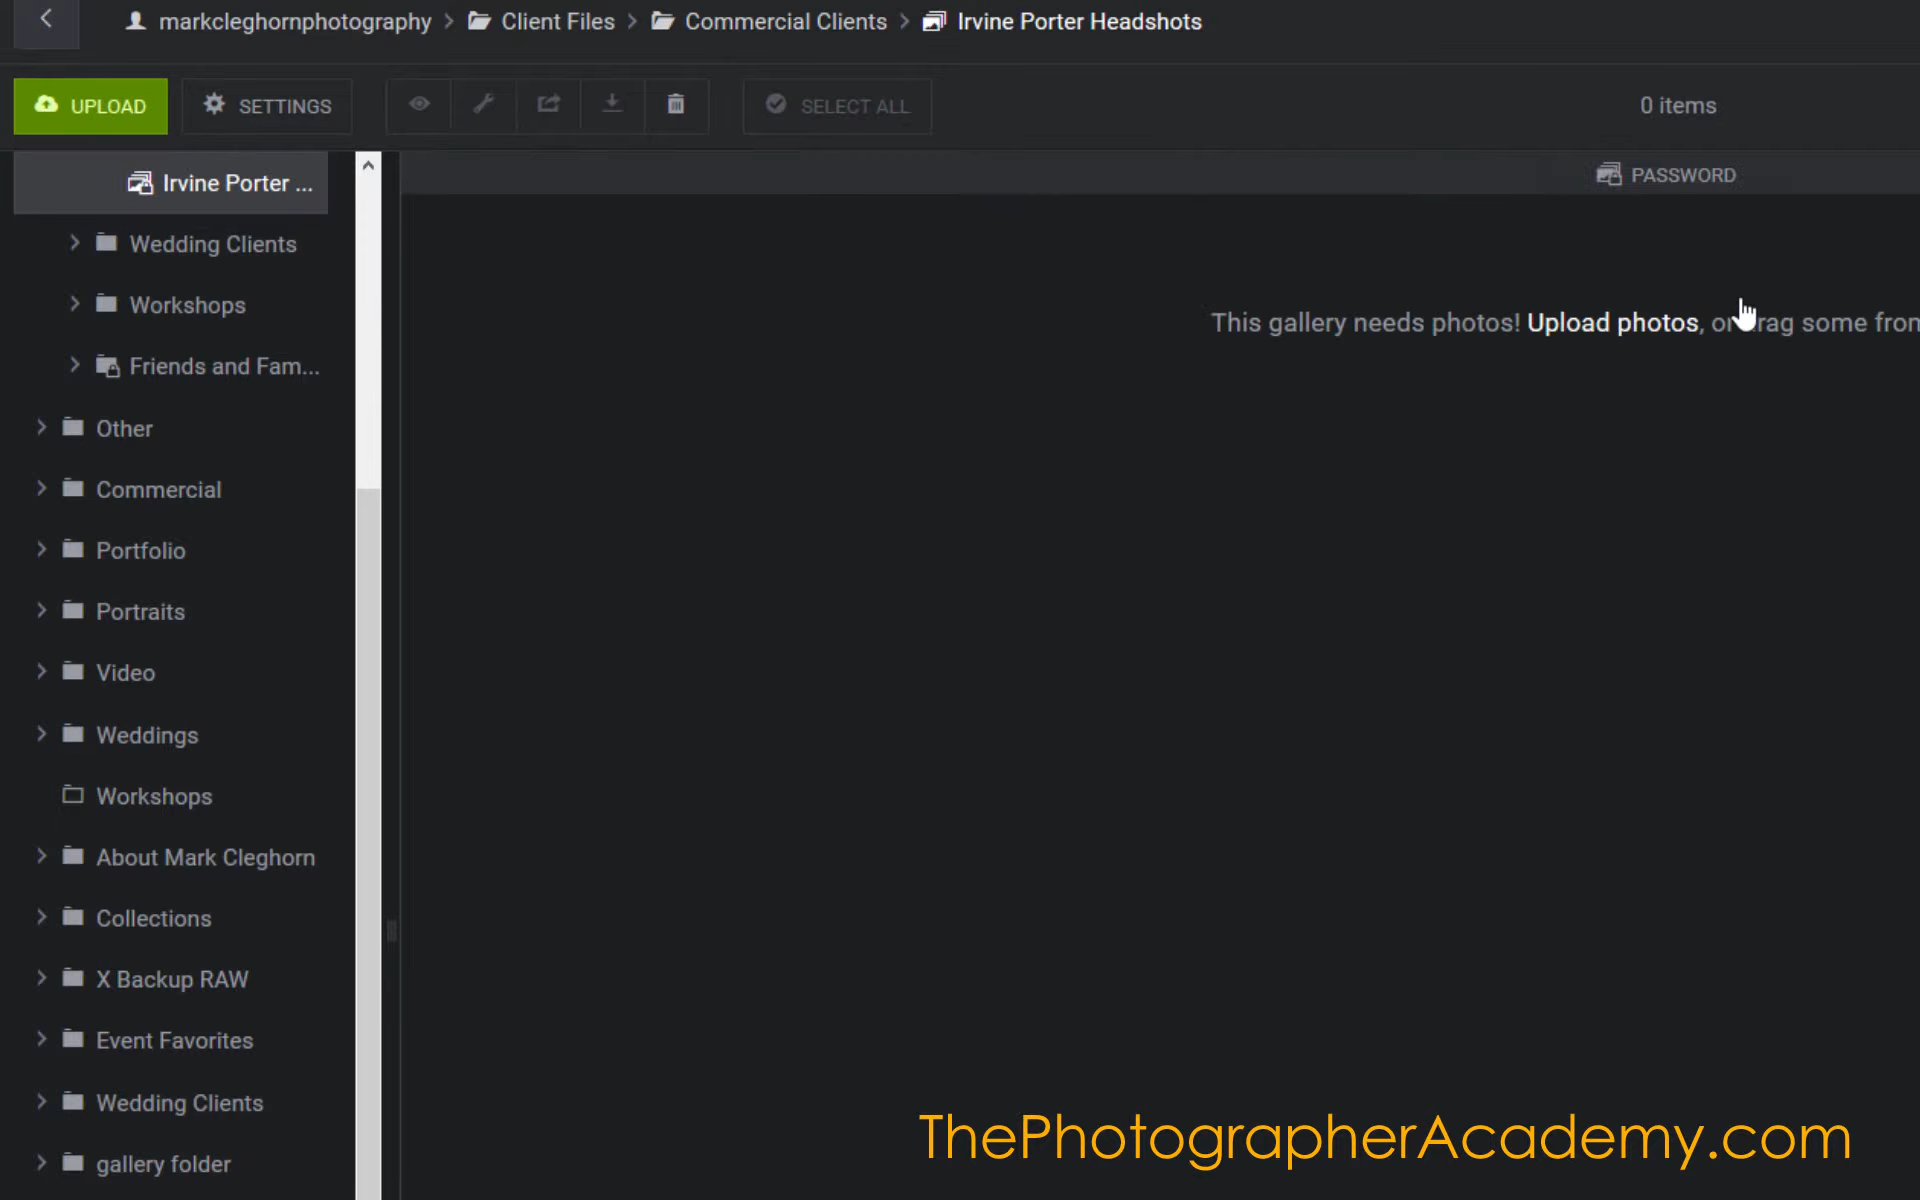 markcleghornphotography > Client Files > Commercial Clients > Irvine Porter Headshots
UPLOAD SETTINGS SELECT ALL 0 items
Irvine Porter ...
PASSWORD
Wedding Clients
Workshops
This gallery needs photos! Upload photos, or drag some from
Friends and Fam...
Other
Commercial
Portfolio
Portraits
Video
Weddings
Workshops
About Mark Cleghorn
Collections
X Backup RAW
Event Favorites
Wedding Clients
gallery folder
ThePhotographerAcademy.com